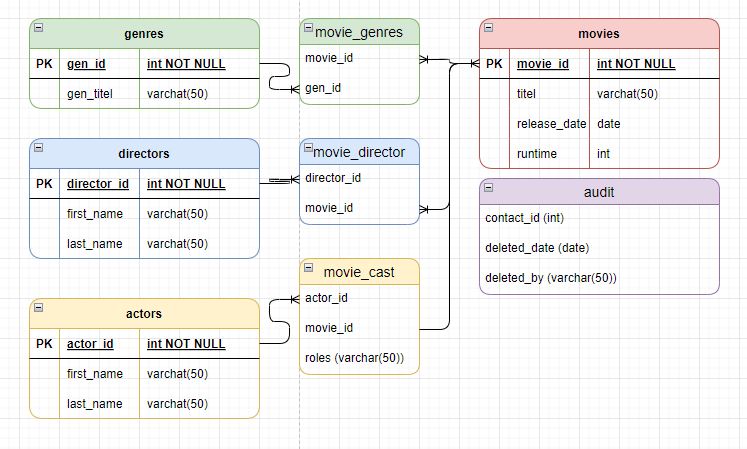 genres
PK gen_id int NOT NULL
gen_titel varchat(50)
movie_genres
movie_id
gen_id
movies
PK movie_id int NOT NULL
titel varchat(50)
release_date date
runtime int
directors
PK director_id int NOT NULL
first_name varchat(50)
last_name varchat(50)
movie_director
director_id
movie_id
audit
contact_id (int)
deleted_date (date)
deleted_by (varchar(50))
actors
PK actor_id int NOT NULL
first_name varchat(50)
last_name varchat(50)
movie_cast
actor_id
movie_id
roles (varchar(50))